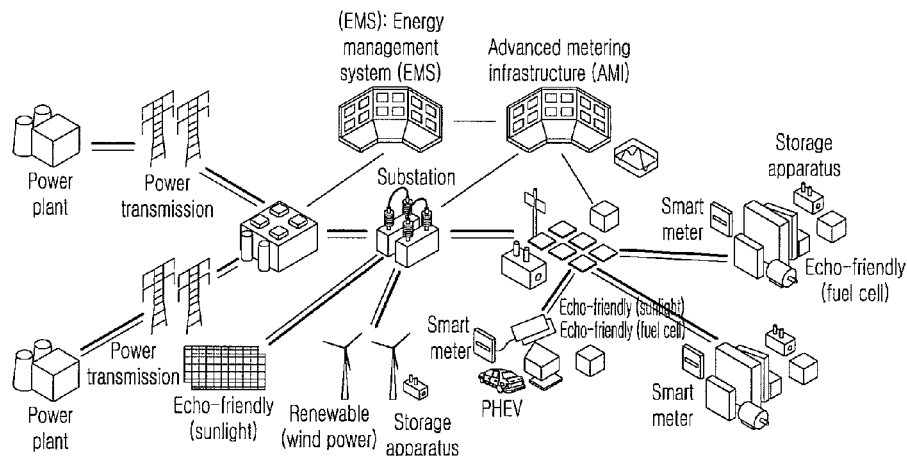 (EMS): Energy
management
system (EMS)
Advanced metering
infrastructure (AMI)
Storage
apparatus
Power
plant
Power
transmission
Substation
Smart
meter
Echo-friendly
(fuel cell)
Echo-friendly (sunlight)
Echo-friendly (fuel cell)
Smart
meter
Power
transmission
Power
plant
Echo-friendly
(sunlight)
Renewable
(wind power)
Storage
apparatus
PHEV
Smart
meter